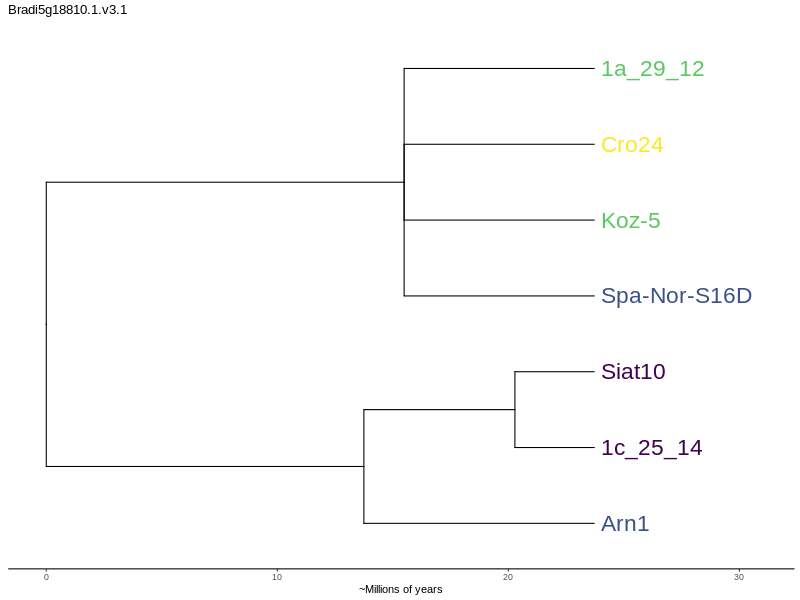 Bradi5g18810.1.v3.1
1a_29_12
Cro24
Koz-5
Spa-Nor-S16D
Siat10
1c_25_14
Arn1
0 10 20 30
~Millions of years